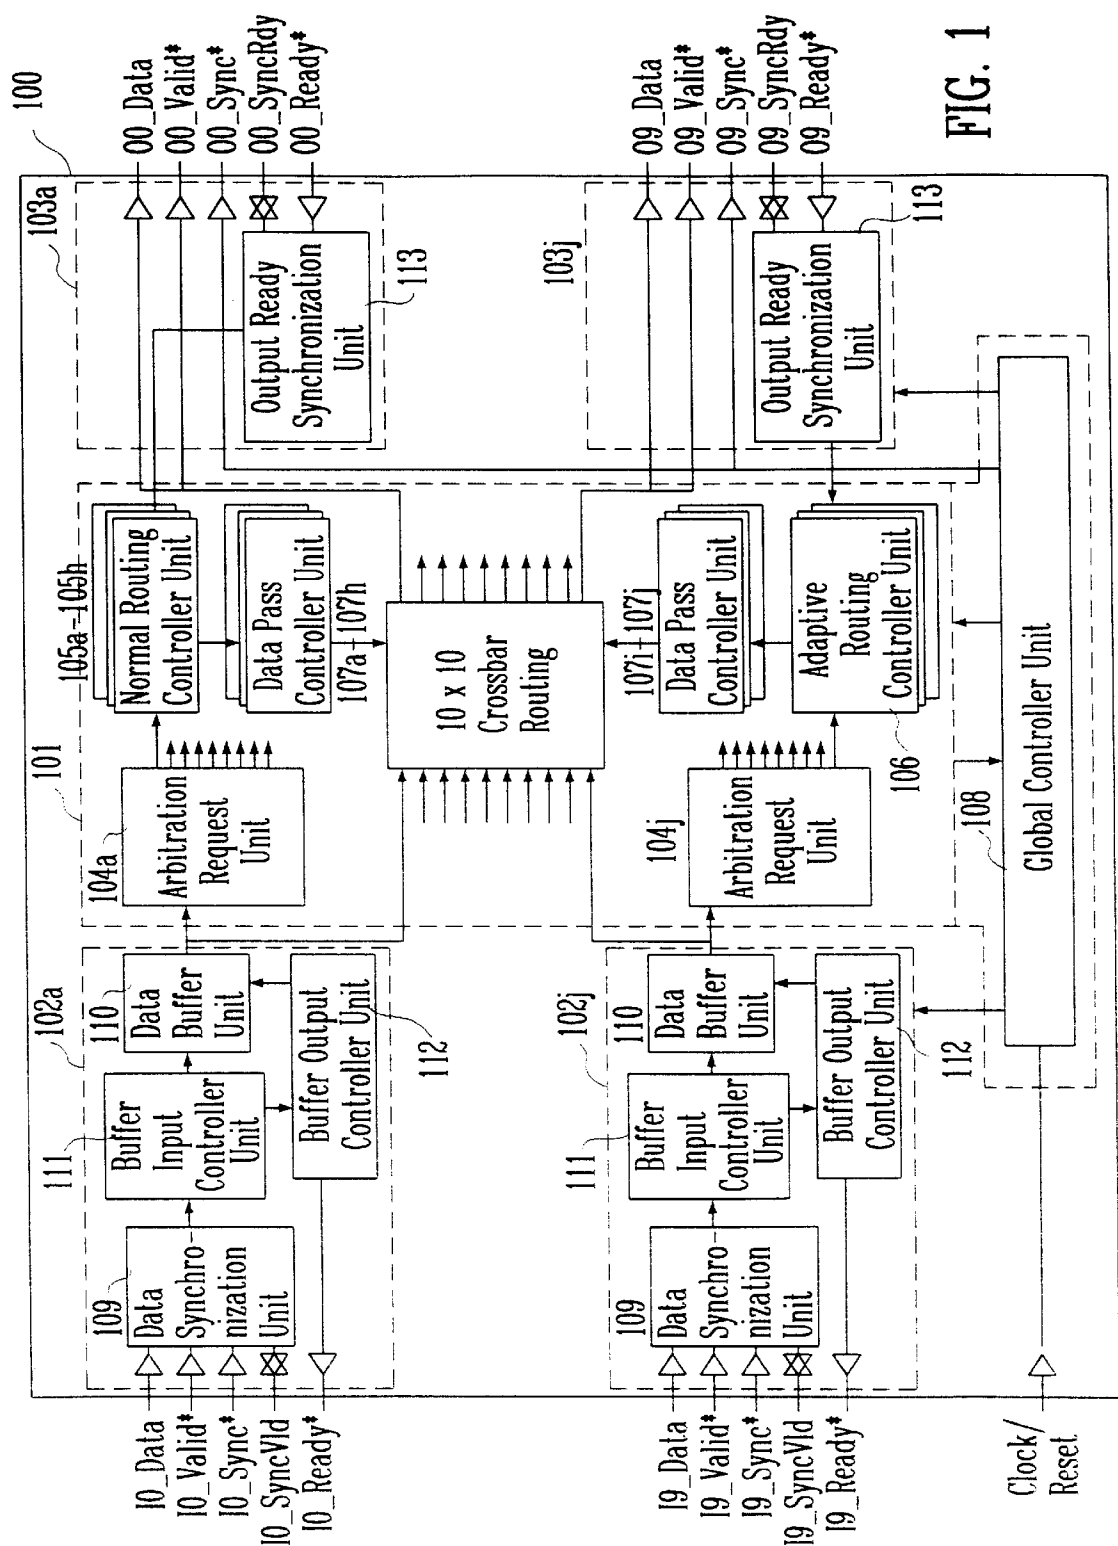 100
103a
00_Data
00_Valid*
00_Sync*
00_SyncRdy
00_Ready*
Output Ready
Synchronization
Unit
113
103j
09_Data
09_Valid*
09_Sync*
09_SyncRdy
09_Ready*
Output Ready
Synchronization
Unit
113
101
104a
Arbitration
Request
Unit
105a-105h
Normal Routing
Controller Unit
Data Pass
Controller Unit
107a-107h
10 x 10
Crossbar
Routing
107i-107j
Data Pass
Controller Unit
Adaptive
Routing
Controller Unit
106
104j
Arbitration
Request
Unit
102a
I0_Data
I0_Valid*
I0_Sync*
I0_SyncVld
I0_Ready*
109
Data
Synchro-
nization
Unit
111
Buffer
Input
Controller
Unit
110
Data
Buffer
Unit
Buffer Output
Controller Unit
112
102j
I9_Data
I9_Valid*
I9_Sync*
I9_SyncVld
I9_Ready*
109
Data
Synchro-
nization
Unit
111
Buffer
Input
Controller
Unit
110
Data
Buffer
Unit
Buffer Output
Controller Unit
112
108
Global Controller Unit
Clock/
Reset
FIG. 1